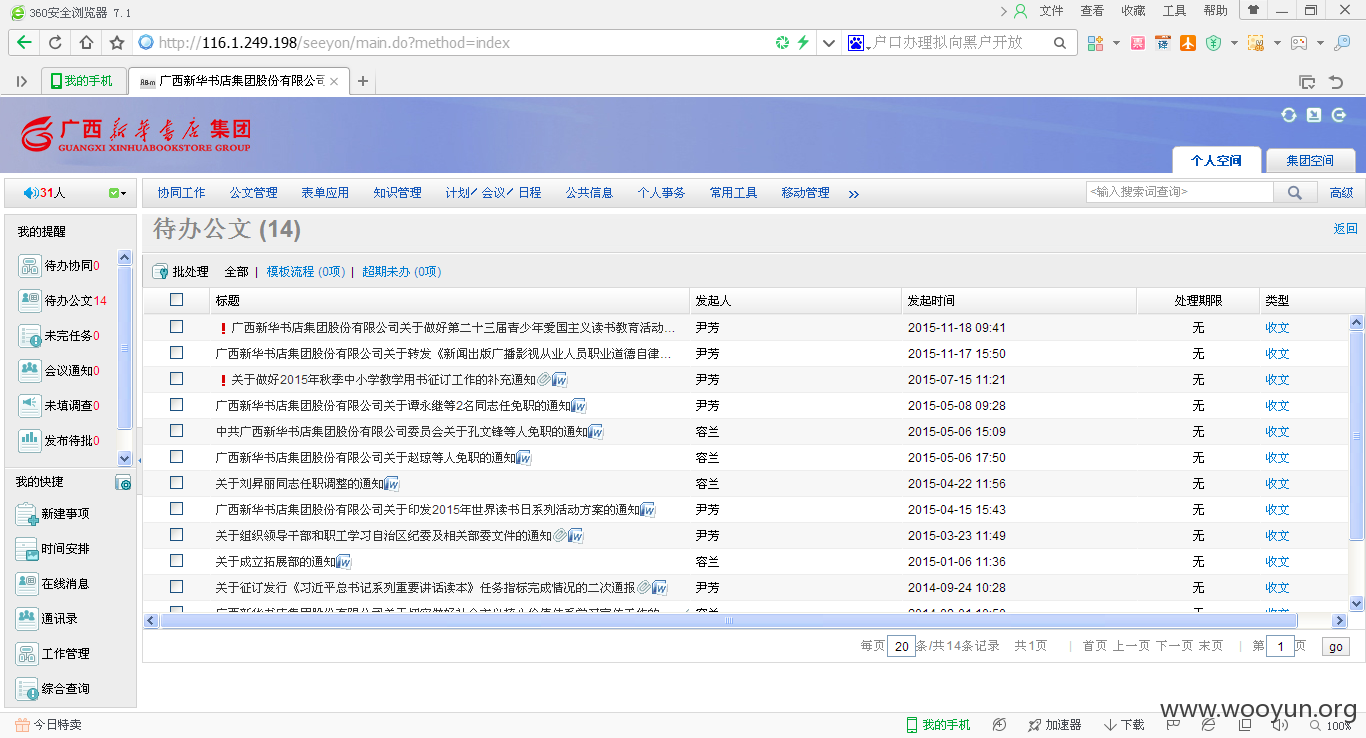 360安全浏览器 7.1
文件 查看 收藏 工具 帮助
http://116.1.249.198/seeyon/main.do?method=index
户口办理拟向黑户开放
我的手机
广西新华书店集团股份有限公司
广西新华书店集团
GUANGXI XINHUABOOKSTORE GROUP
个人空间 集团空间
31人
协同工作 公文管理 表单应用 知识管理 计划/会议/日程 公共信息 个人事务 常用工具 移动管理 »
<输入搜索词查询> 高级
我的提醒
待办协同0
待办公文14
未完任务0
会议通知0
未填调查0
发布待批0
我的快捷
新建事项
时间安排
在线消息
通讯录
工作管理
综合查询
待办公文 (14)
返回
批处理 全部 | 模板流程 (0项) | 超期未办 (0项)
标题 发起人 发起时间 处理期限 类型
广西新华书店集团股份有限公司关于做好第二十三届青少年爱国主义读书教育活动... 尹芳 2015-11-18 09:41 无 收文
广西新华书店集团股份有限公司关于转发《新闻出版广播影视从业人员职业道德自律... 尹芳 2015-11-17 15:50 无 收文
关于做好2015年秋季中小学教学用书征订工作的补充通知 尹芳 2015-07-15 11:21 无 收文
广西新华书店集团股份有限公司关于谭永继等2名同志任免职的通知 尹芳 2015-05-08 09:28 无 收文
中共广西新华书店集团股份有限公司委员会关于孔文锋等人免职的通知 容兰 2015-05-06 15:09 无 收文
广西新华书店集团股份有限公司关于赵琼等人免职的通知 容兰 2015-05-06 17:50 无 收文
关于刘昇丽同志任职调整的通知 容兰 2015-04-22 11:56 无 收文
广西新华书店集团股份有限公司关于印发2015年世界读书日系列活动方案的通知 尹芳 2015-04-15 15:43 无 收文
关于组织领导干部和职工学习自治区纪委及相关部委文件的通知 尹芳 2015-03-23 11:49 无 收文
关于成立拓展部的通知 容兰 2015-01-06 11:36 无 收文
关于征订发行《习近平总书记系列重要讲话读本》任务指标完成情况的二次通报 尹芳 2014-09-24 10:28 无 收文
每页 20 条/共14条记录 共1页 | 首页 上一页 下一页 末页 | 第 1 页 go
今日特卖
我的手机 加速器 下载 100%
www.wooyun.org